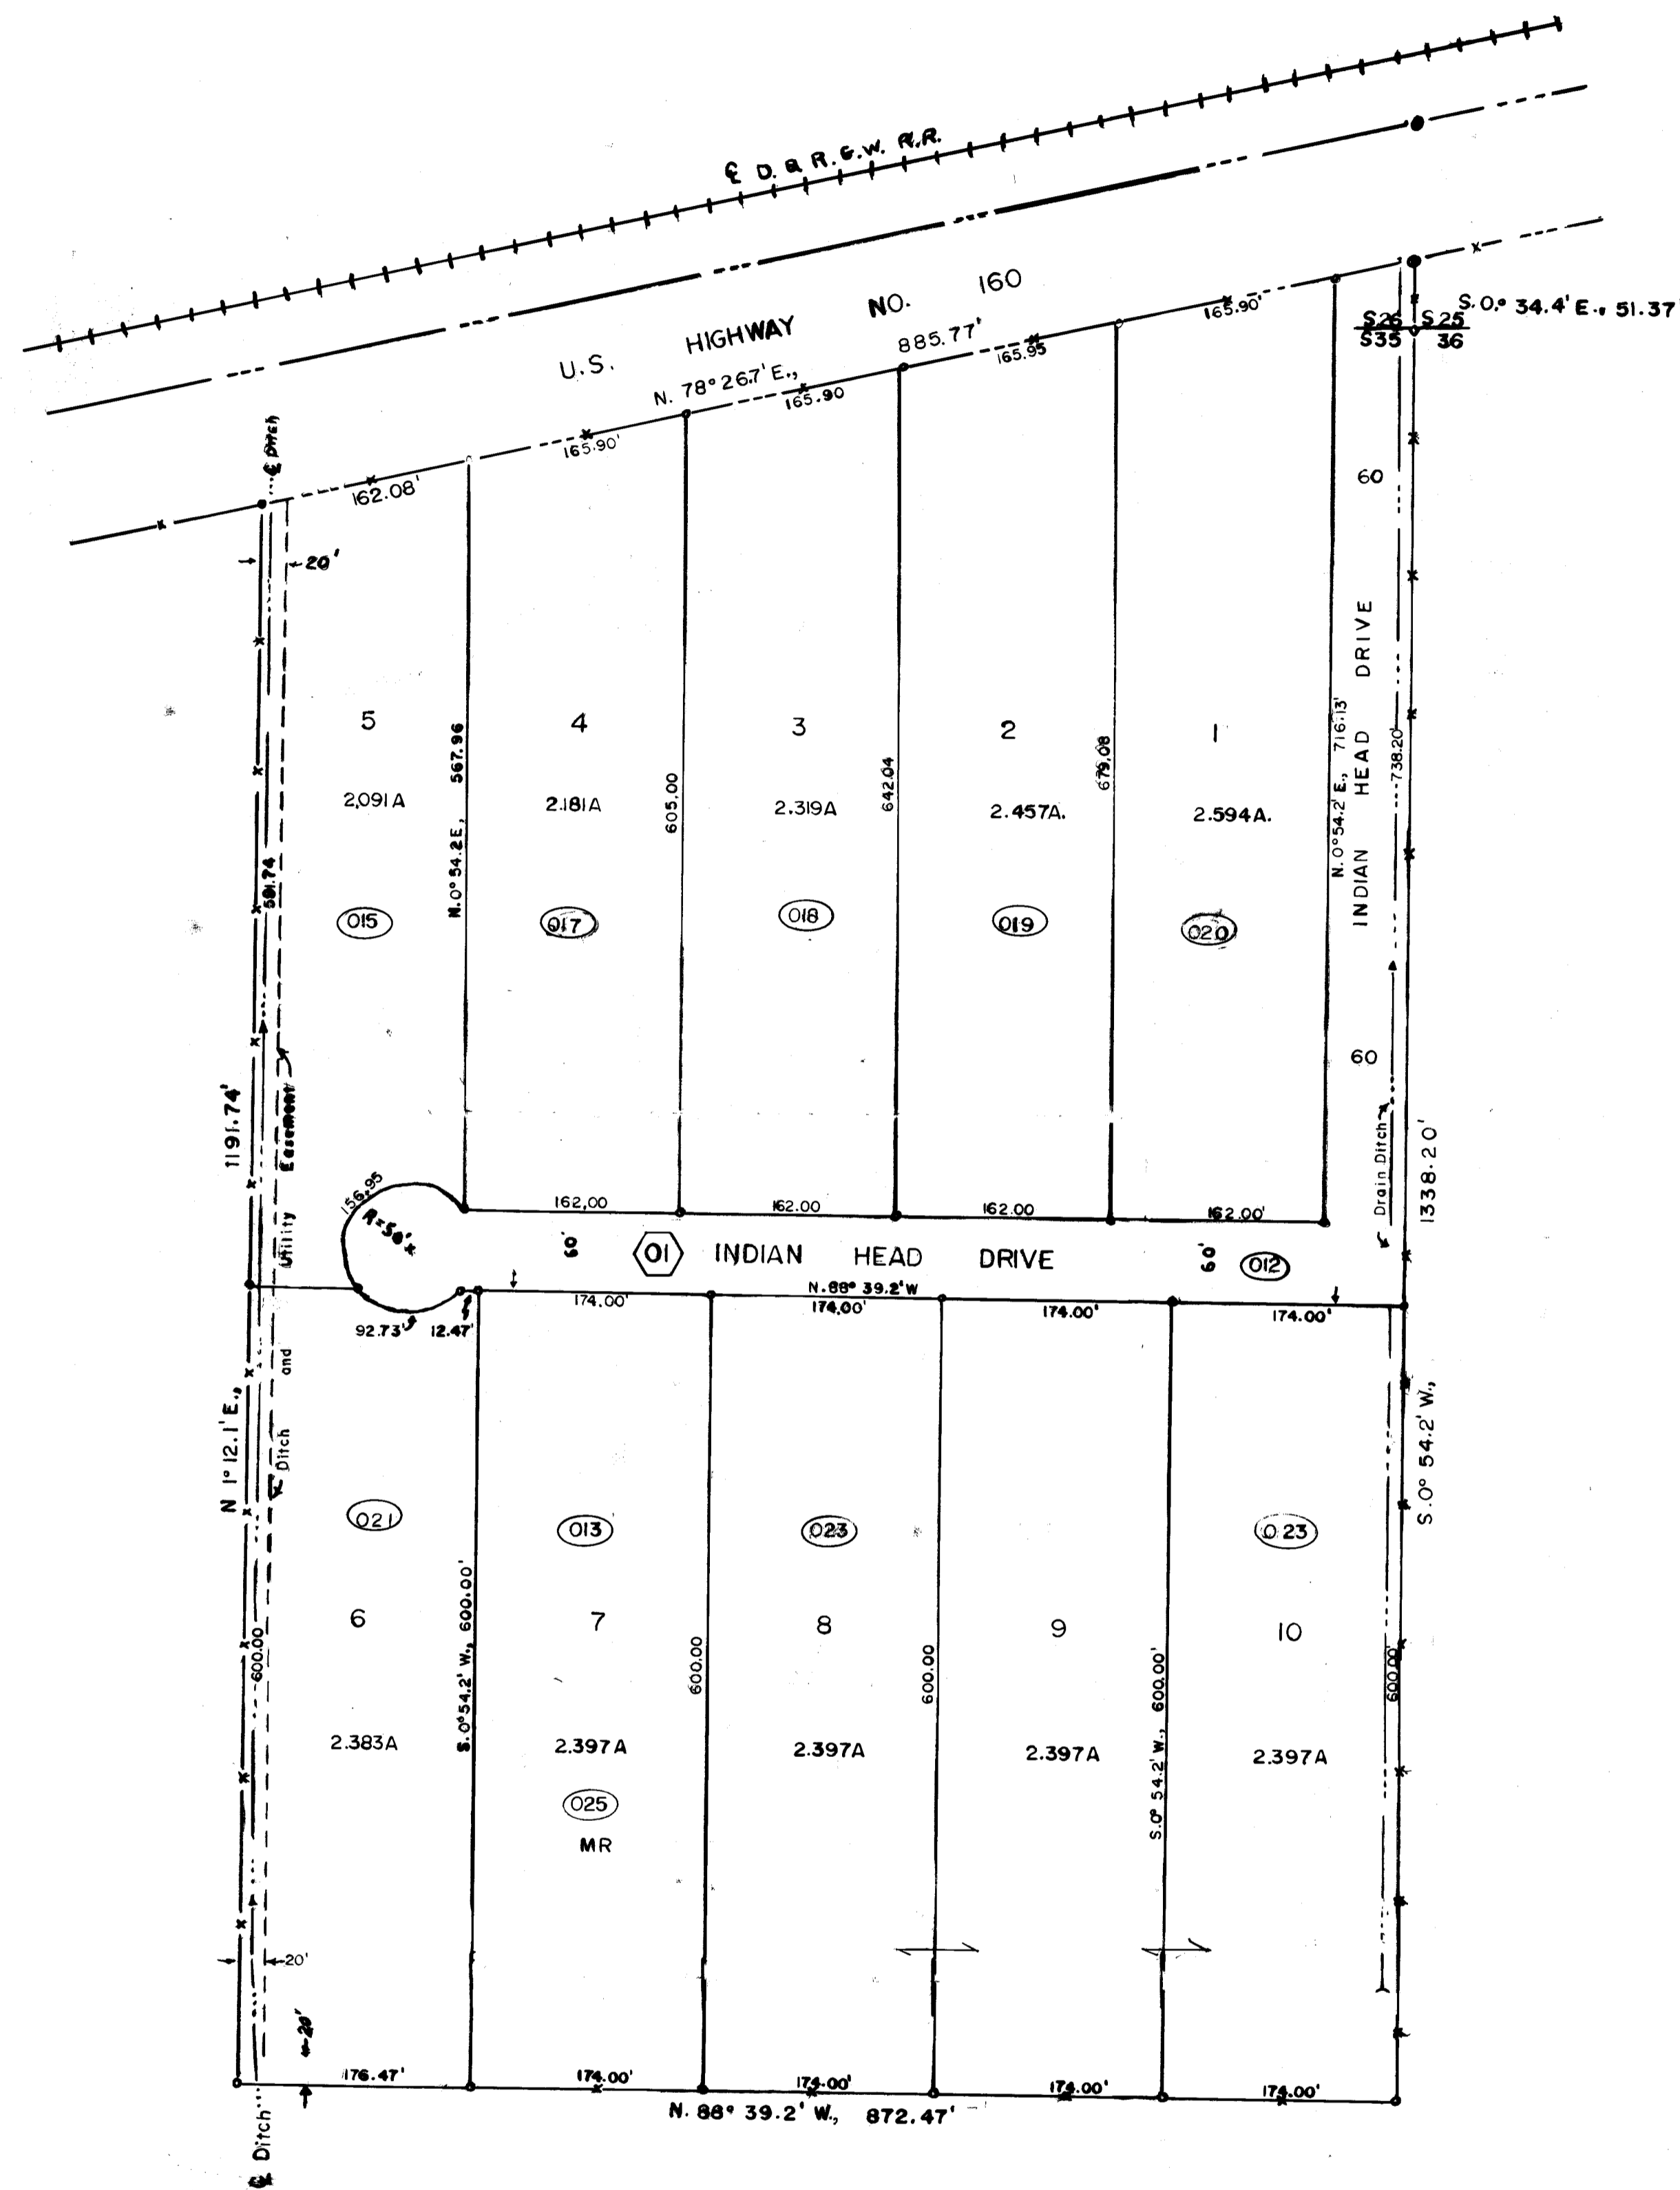 ℄ D. & R. G. W. R.R.
U.S. HIGHWAY NO. 160
N. 78° 26.7' E., 885.77'
S. 0.° 34.4' E., 51.37
S26 S25
S35 36
165.90'
165.95
165.90
165.90'
162.08'
℄ Ditch
20'
60
5
4
3
2
1
2,091A
2.181A
2.319A
2.457A.
2.594A.
015
017
018
019
020
N.0° 54.2E, 567.96
605.00
642.04
679.08
N. 0° 54.2' E., 716.13'
INDIAN HEAD DRIVE
738.20'
591.74
60
Drain Ditch
1338.20'
S. 0° 54.2' W.,
1191.74'
N 1° 12.1' E.,
Ditch and Utility Easement
156.95
R=50'
162,00
162.00
162.00
162.00'
60'
01
INDIAN HEAD DRIVE
60'
012
N. 88° 39.2' W
174.00'
174.00'
174.00'
174.00'
92.73'
12.47'
021
013
023
023
6
7
8
9
10
600.00
S. 0° 54.2' W., 600.00'
600.00
600.00
S. 0° 54.2' W., 600.00'
600.00'
2.383A
2.397A
2.397A
2.397A
2.397A
025
MR
20'
20'
176.47'
174.00'
174.00'
174.00'
174.00'
N. 88° 39.2' W., 872.47'
℄ Ditch